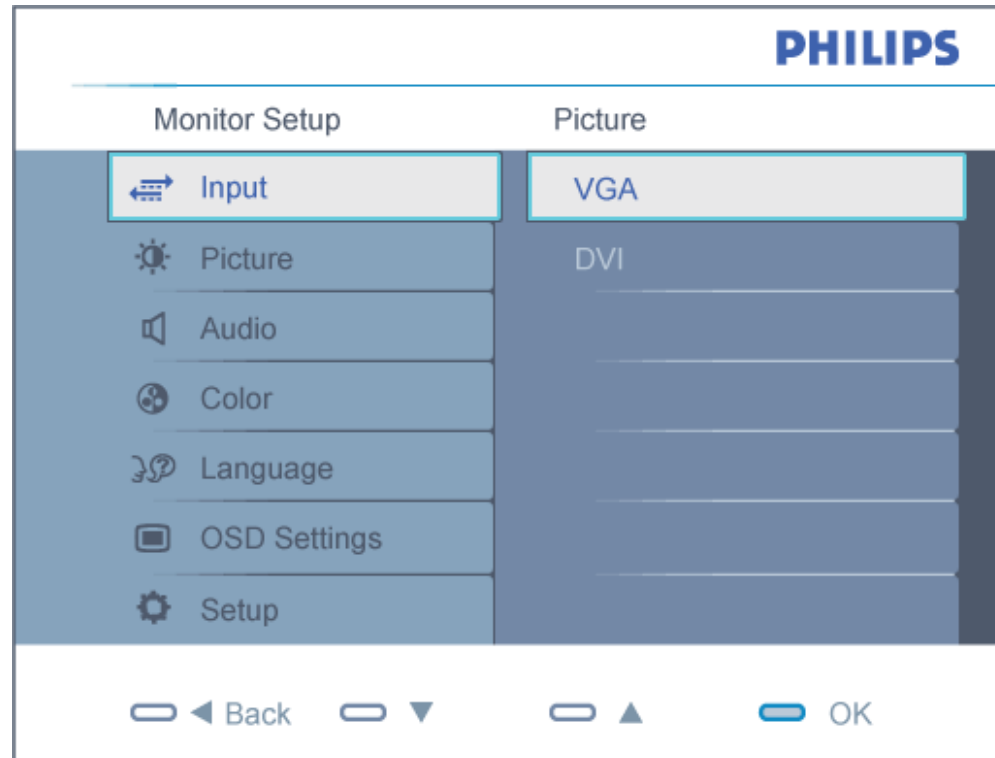 PHILIPS
Monitor Setup Picture
Input VGA
Picture DVI
Audio
Color
Language
OSD Settings
Setup
Back OK